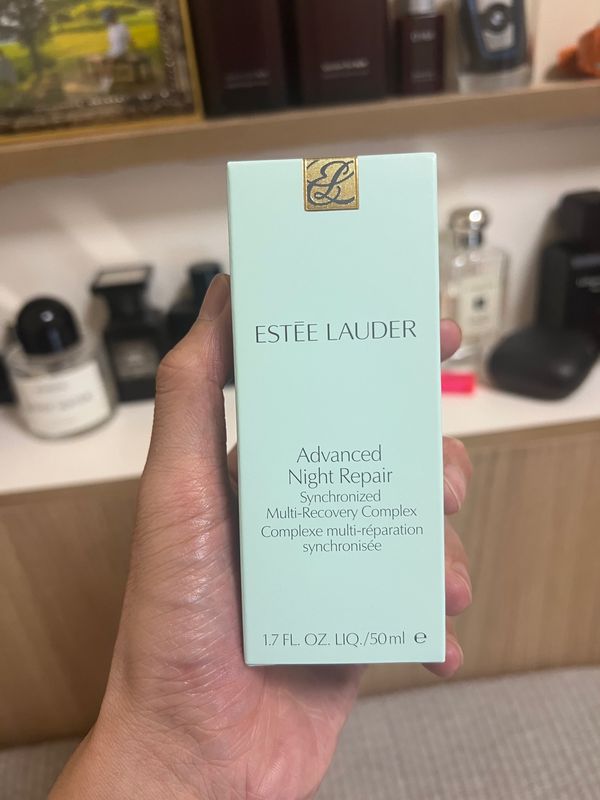 EL
ESTĒE LAUDER
Advanced
Night Repair
Synchronized
Multi-Recovery Complex
Complexe multi-réparation
synchronisée
1.7 FL. OZ. LIQ./50 ml ℮